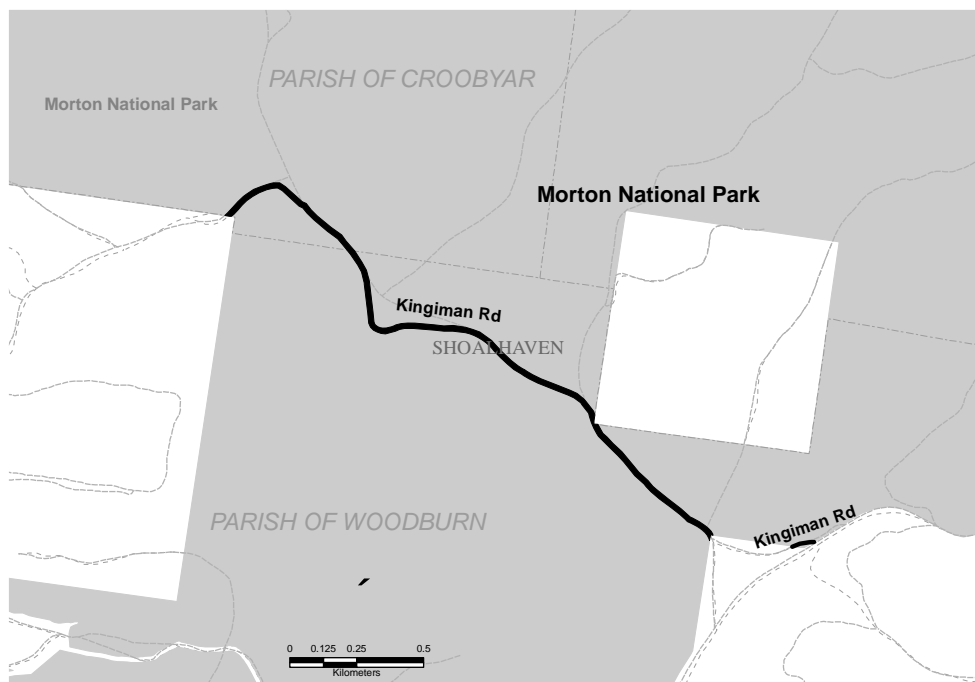 PARISH OF CROOBYAR
Morton National Park
Morton National Park
Kingiman Rd
SHOALHAVEN
PARISH OF WOODBURN
Kingiman Rd
0 0.125 0.25 0.5
Kilometers